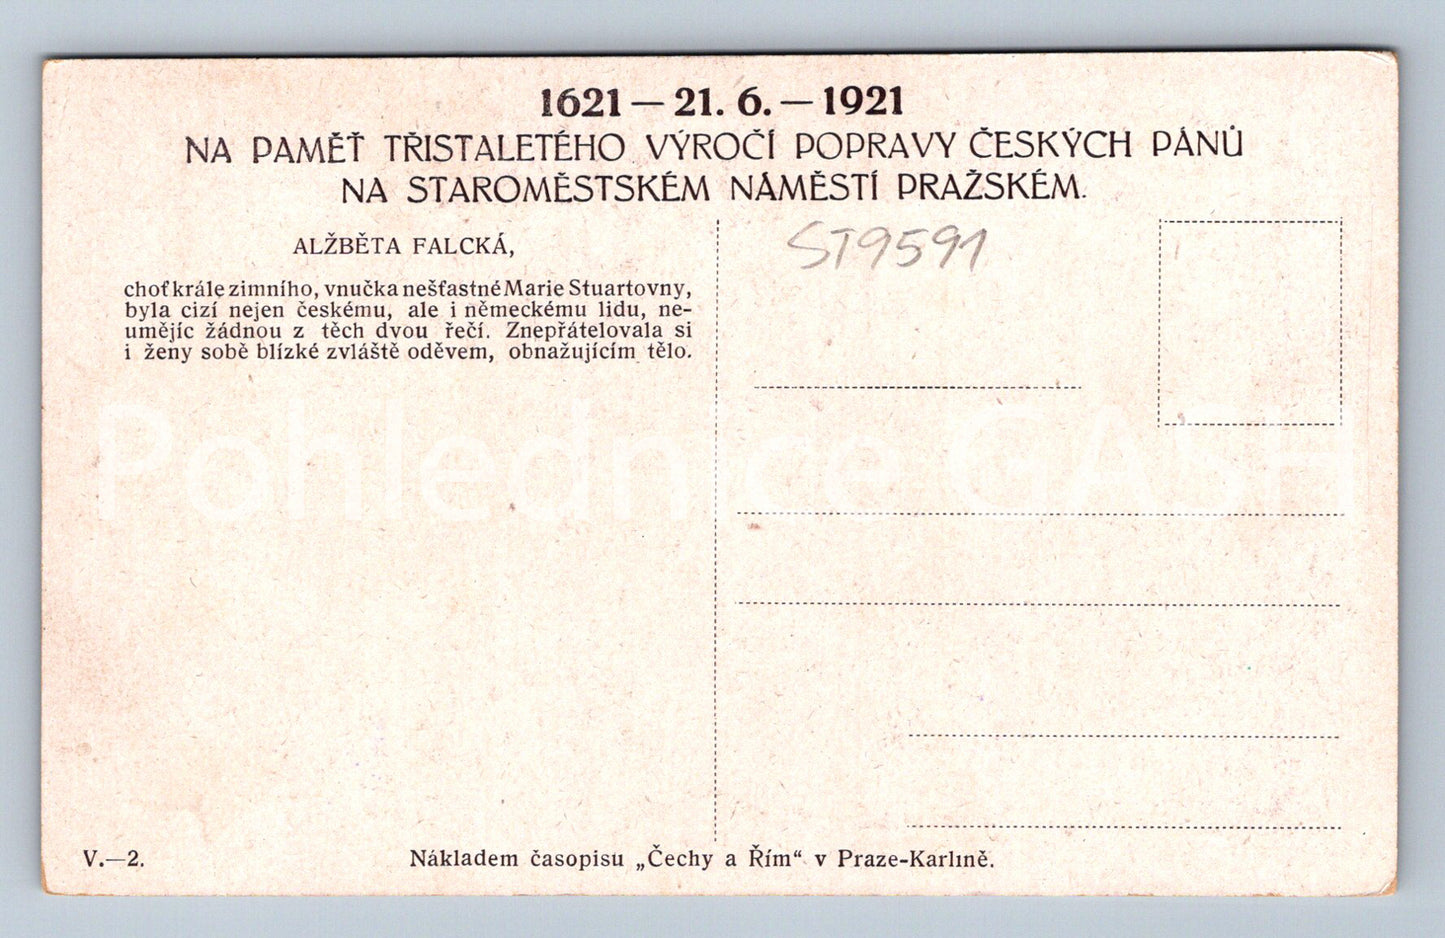 1621 — 21. 6. — 1921
NA PAMĚŤ TŘISTALETÉHO VÝROČÍ POPRAVY ČESKÝCH PÁNŮ
NA STAROMĚSTSKÉM NÁMĚSTÍ PRAŽSKÉM.
ST9591
ALŽBĚTA FALCKÁ,
choť krále zimního, vnučka nešťastné Marie Stuartovny,
byla cizí nejen českému, ale i německému lidu, ne-
umějíc žádnou z těch dvou řečí. Znepřátelovala si
i ženy sobě blízké zvláště oděvem, obnažujícím tělo.
Pohlednice GASH
V.—2.
Nákladem časopisu „Čechy a Řím“ v Praze-Karlíně.